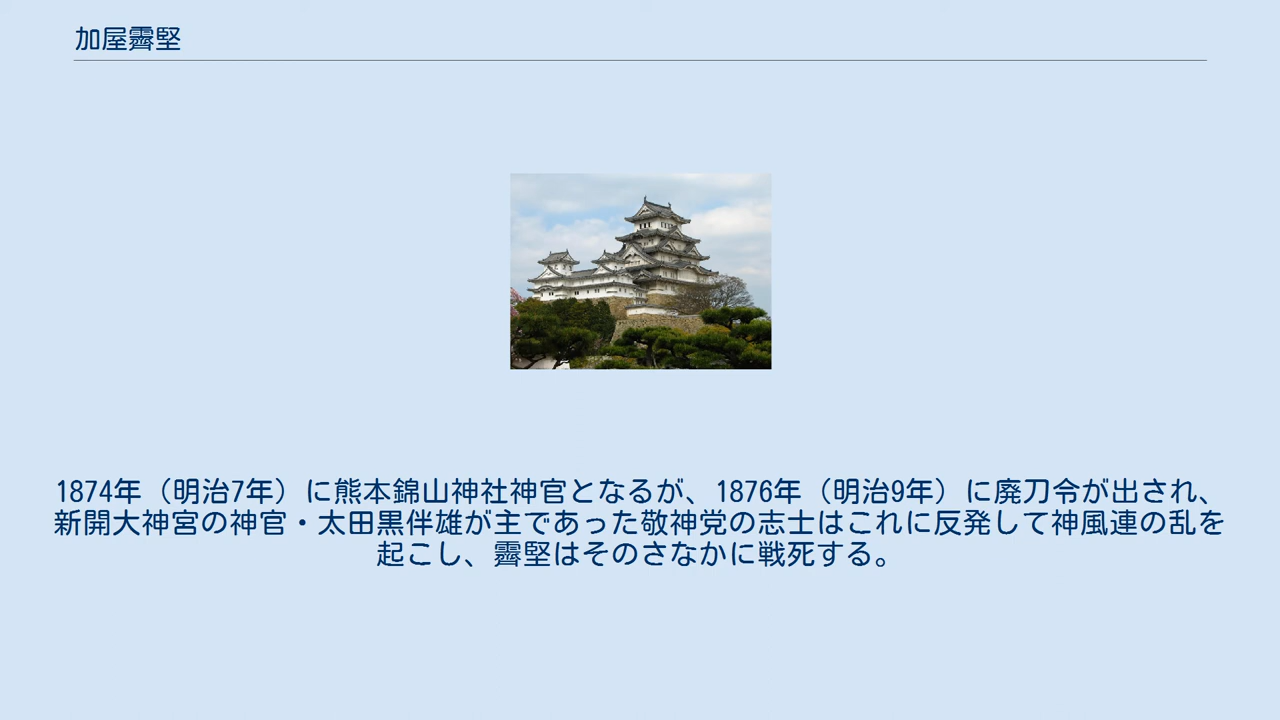 加屋霽堅
1874年（明治7年）に熊本錦山神社神官となるが、1876年（明治9年）に廃刀令が出され、
新開大神宮の神官・太田黒伴雄が主であった敬神党の志士はこれに反発して神風連の乱を
起こし、霽堅はそのさなかに戦死する。